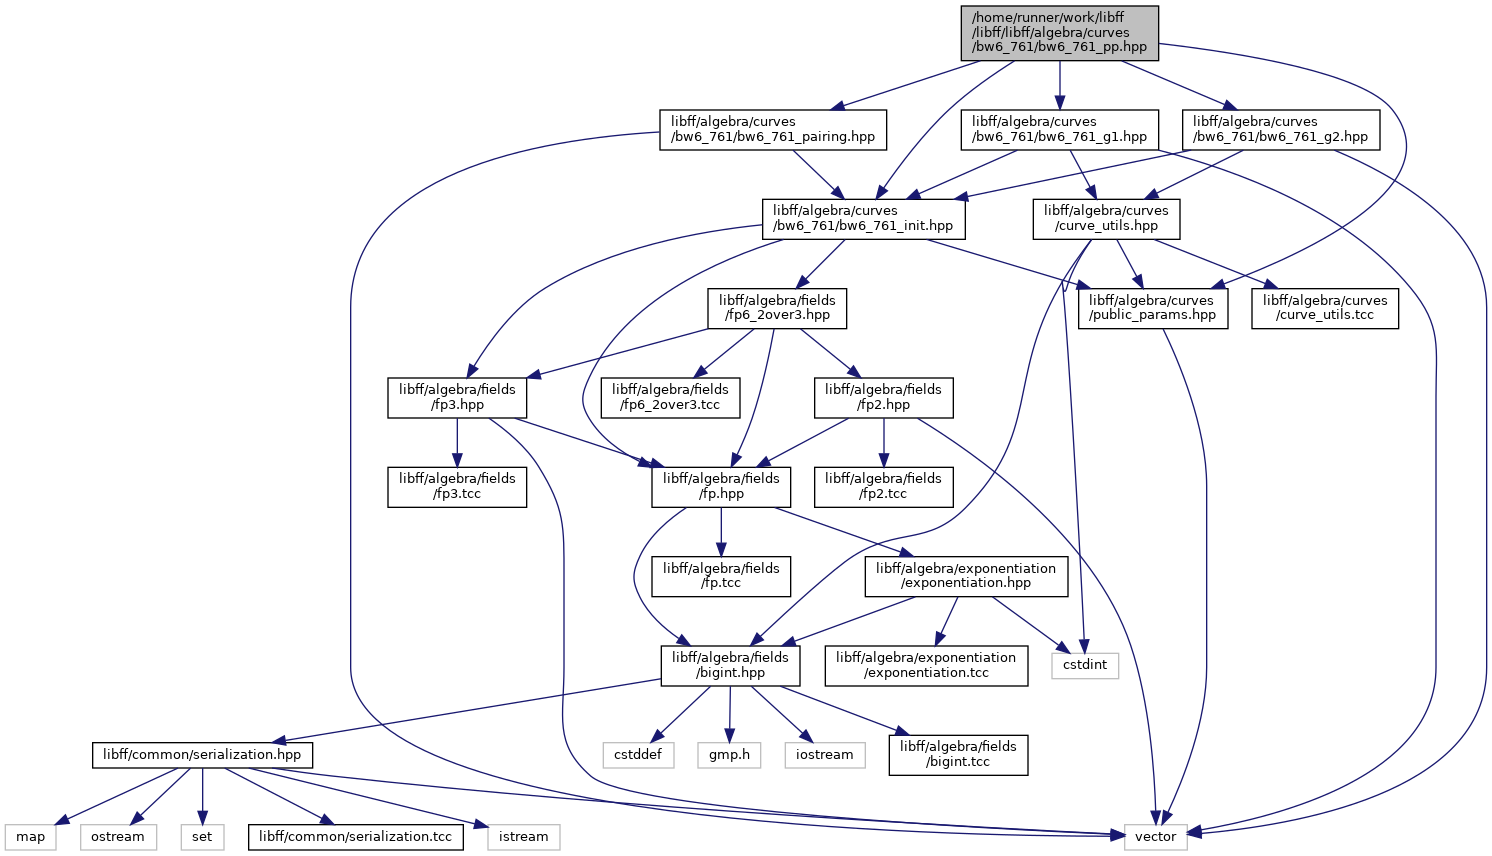 /home/runner/work/libff
/libff/libff/algebra/curves
/bw6_761/bw6_761_pp.hpp
libff/algebra/curves
/bw6_761/bw6_761_pairing.hpp
libff/algebra/curves
/bw6_761/bw6_761_g1.hpp
libff/algebra/curves
/bw6_761/bw6_761_g2.hpp
libff/algebra/curves
/bw6_761/bw6_761_init.hpp
libff/algebra/curves
/curve_utils.hpp
libff/algebra/fields
/fp6_2over3.hpp
libff/algebra/curves
/public_params.hpp
libff/algebra/curves
/curve_utils.tcc
libff/algebra/fields
/fp3.hpp
libff/algebra/fields
/fp6_2over3.tcc
libff/algebra/fields
/fp2.hpp
libff/algebra/fields
/fp3.tcc
libff/algebra/fields
/fp.hpp
libff/algebra/fields
/fp2.tcc
libff/algebra/fields
/fp.tcc
libff/algebra/exponentiation
/exponentiation.hpp
libff/algebra/fields
/bigint.hpp
libff/algebra/exponentiation
/exponentiation.tcc
cstdint
libff/common/serialization.hpp
cstddef
gmp.h
iostream
libff/algebra/fields
/bigint.tcc
map
ostream
set
libff/common/serialization.tcc
istream
vector